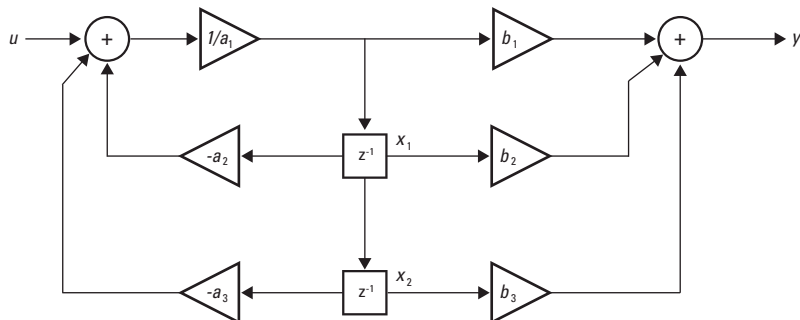 u + 1/a₁ b₁ + y
-a₂ z⁻¹ x₁ b₂
-a₃ z⁻¹ x₂ b₃